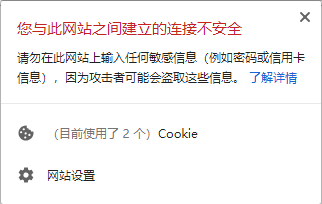 您与此网站之间建立的连接不安全
请勿在此网站上输入任何敏感信息（例如密码或信用卡
信息），因为攻击者可能会盗取这些信息。 了解详情
（目前使用了 2 个）Cookie
网站设置